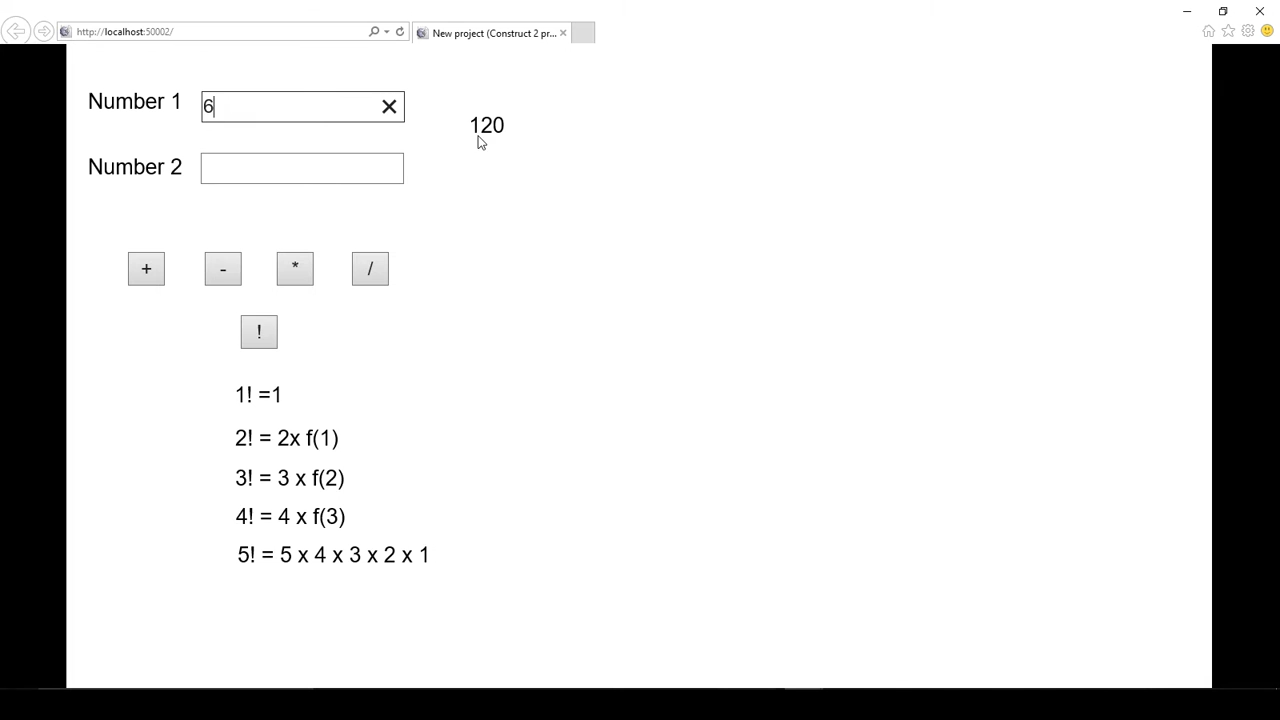 http://localhost:50002/
New project (Construct 2 pr...
Number 1
6
120
Number 2
+ - * /
!
1! =1
2! = 2x f(1)
3! = 3 x f(2)
4! = 4 x f(3)
5! = 5 x 4 x 3 x 2 x 1